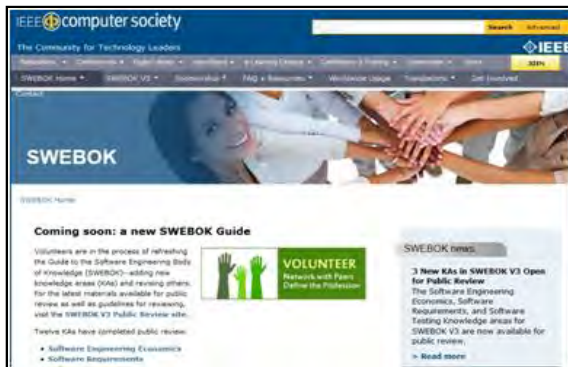 IEEE computer society
Search Advanced
The Community for Technology Leaders
IEEE
JOIN
SWEBOK Home SWEBOK V3 Sponsorship FAQ + Resources Worldwide Usage Translations Get Involved
Contact
SWEBOK
SWEBOK Home
Coming soon: a new SWEBOK Guide
Volunteers are in the process of refreshing
the Guide to the Software Engineering Body
of Knowledge (SWEBOK)—adding new
knowledge areas (KAs) and revising others.
For the latest materials available for public
review as well as guidelines for reviewing,
visit the SWEBOK V3 Public Review site.
Twelve KAs have completed public review:
• Software Engineering Economics
• Software Requirements
VOLUNTEER
Network with Peers
Define the Profession
SWEBOK news
3 New KAs in SWEBOK V3 Open
for Public Review
The Software Engineering
Economics, Software
Requirements, and Software
Testing Knowledge areas for
SWEBOK V3 are now available for
public review.
» Read more